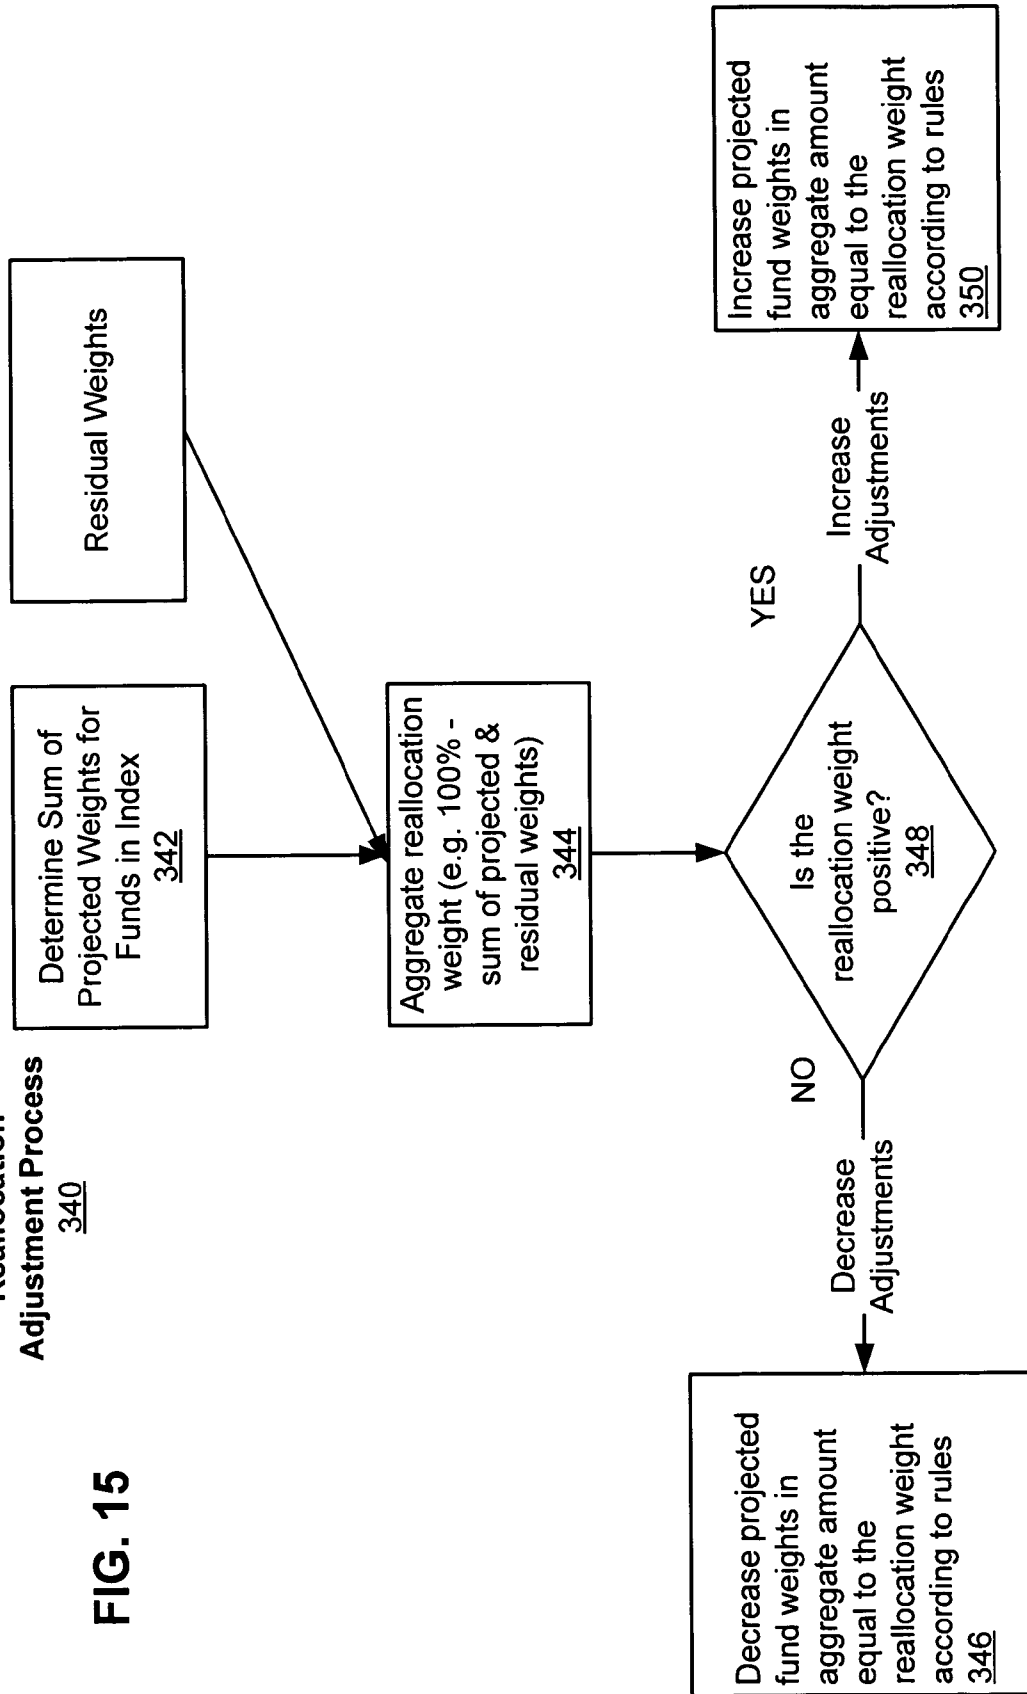 FIG. 15
Reallocation
Adjustment Process
340
Determine Sum of
Projected Weights for
Funds in Index
342
Residual Weights
Aggregate reallocation
weight (e.g. 100% -
sum of projected &
residual weights)
344
Is the
reallocation weight
positive?
348
NO
YES
Decrease
Adjustments
Increase
Adjustments
Decrease projected
fund weights in
aggregate amount
equal to the
reallocation weight
according to rules
346
Increase projected
fund weights in
aggregate amount
equal to the
reallocation weight
according to rules
350